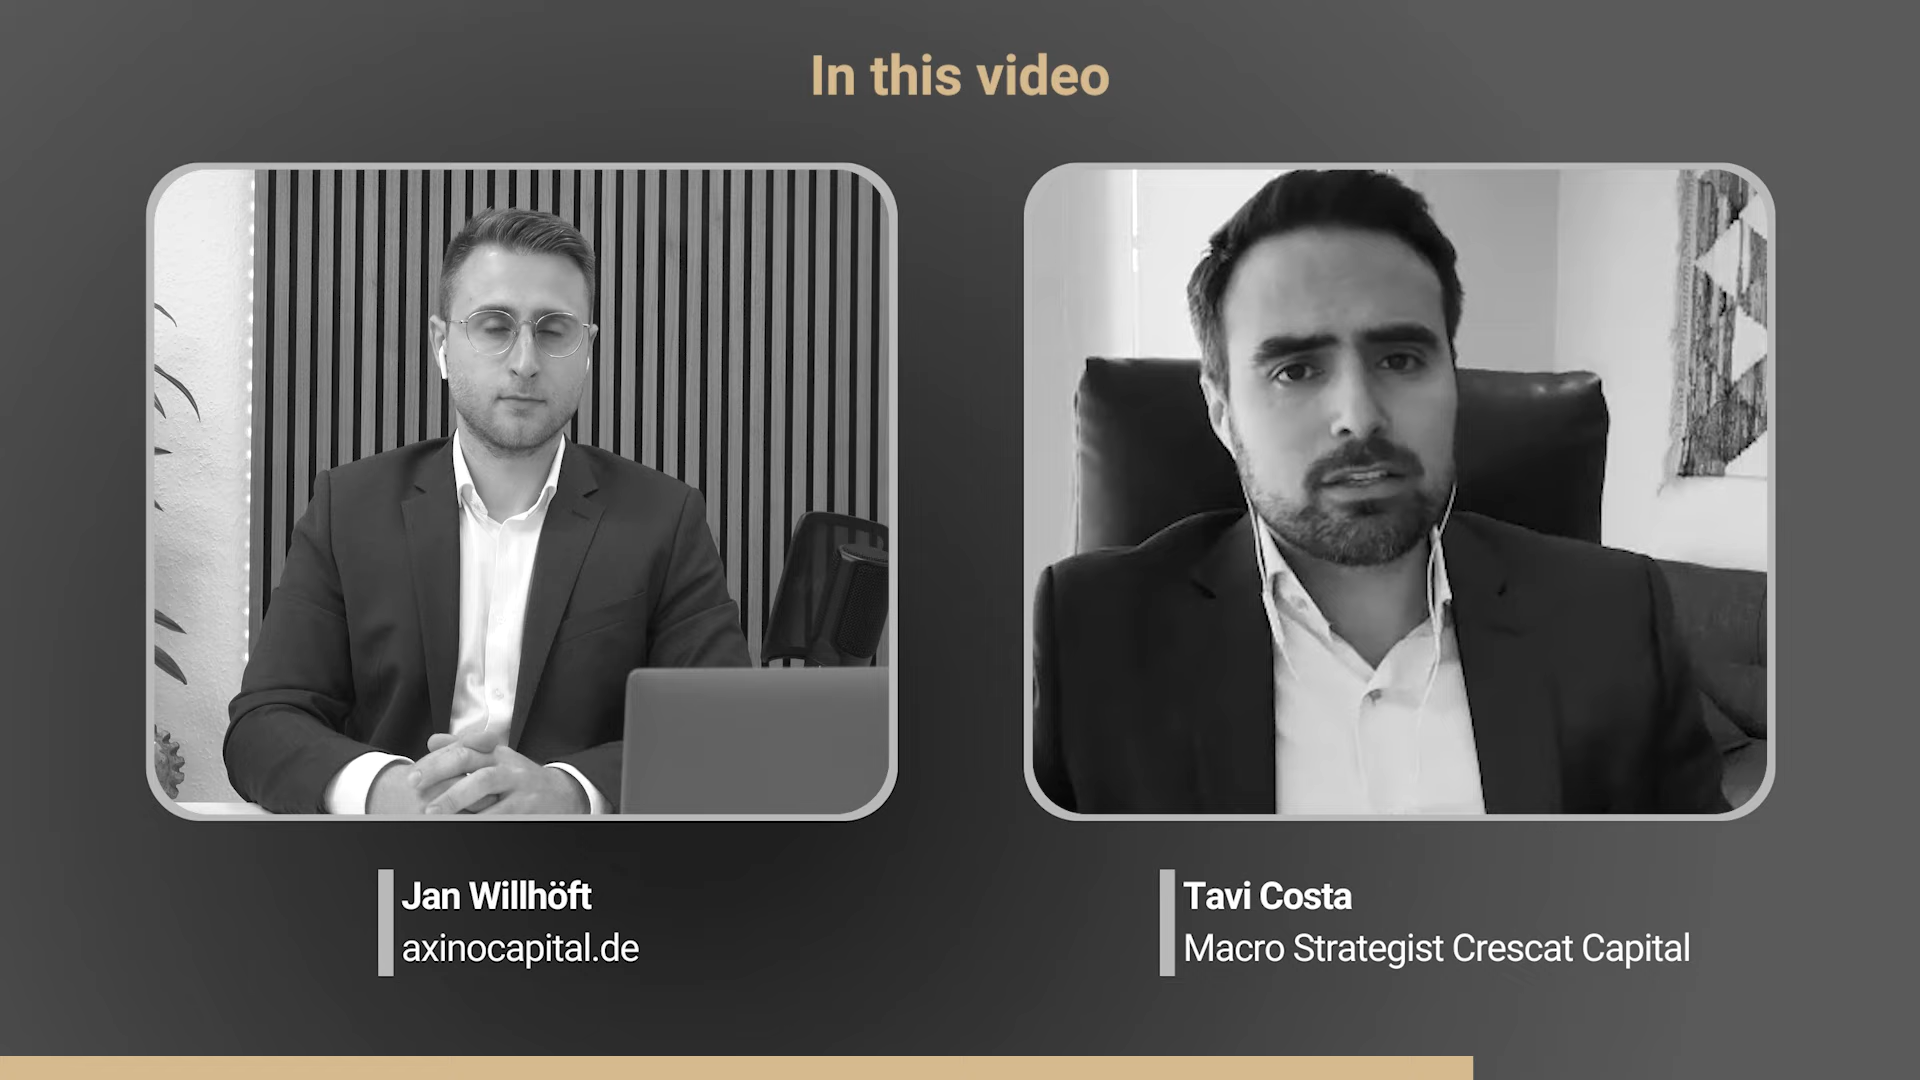 In this video
Jan Willhöft
axinocapital.de
Tavi Costa
Macro Strategist Crescat Capital